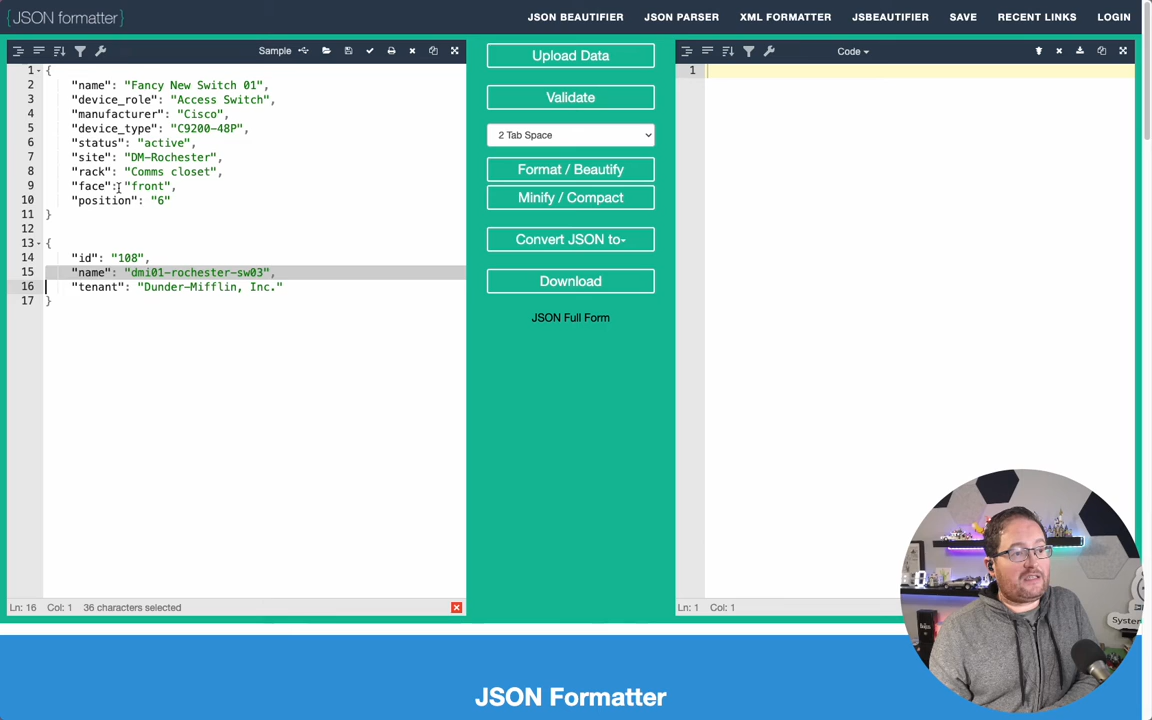 {JSON formatter}
JSON BEAUTIFIER JSON PARSER XML FORMATTER JSBEAUTIFIER SAVE RECENT LINKS LOGIN
Sample
Code
1 {
2 "name": "Fancy New Switch 01",
3 "device_role": "Access Switch",
4 "manufacturer": "Cisco",
5 "device_type": "C9200-48P",
6 "status": "active",
7 "site": "DM-Rochester",
8 "rack": "Comms closet",
9 "face": "front",
10 "position": "6"
11 }
12
13 {
14 "id": "108",
15 "name": "dmi01-rochester-sw03",
16 "tenant": "Dunder-Mifflin, Inc."
17 }
Ln: 16 Col: 1 36 characters selected
Upload Data
Validate
2 Tab Space
Format / Beautify
Minify / Compact
Convert JSON to
Download
JSON Full Form
1
Ln: 1 Col: 1
System
JSON Formatter